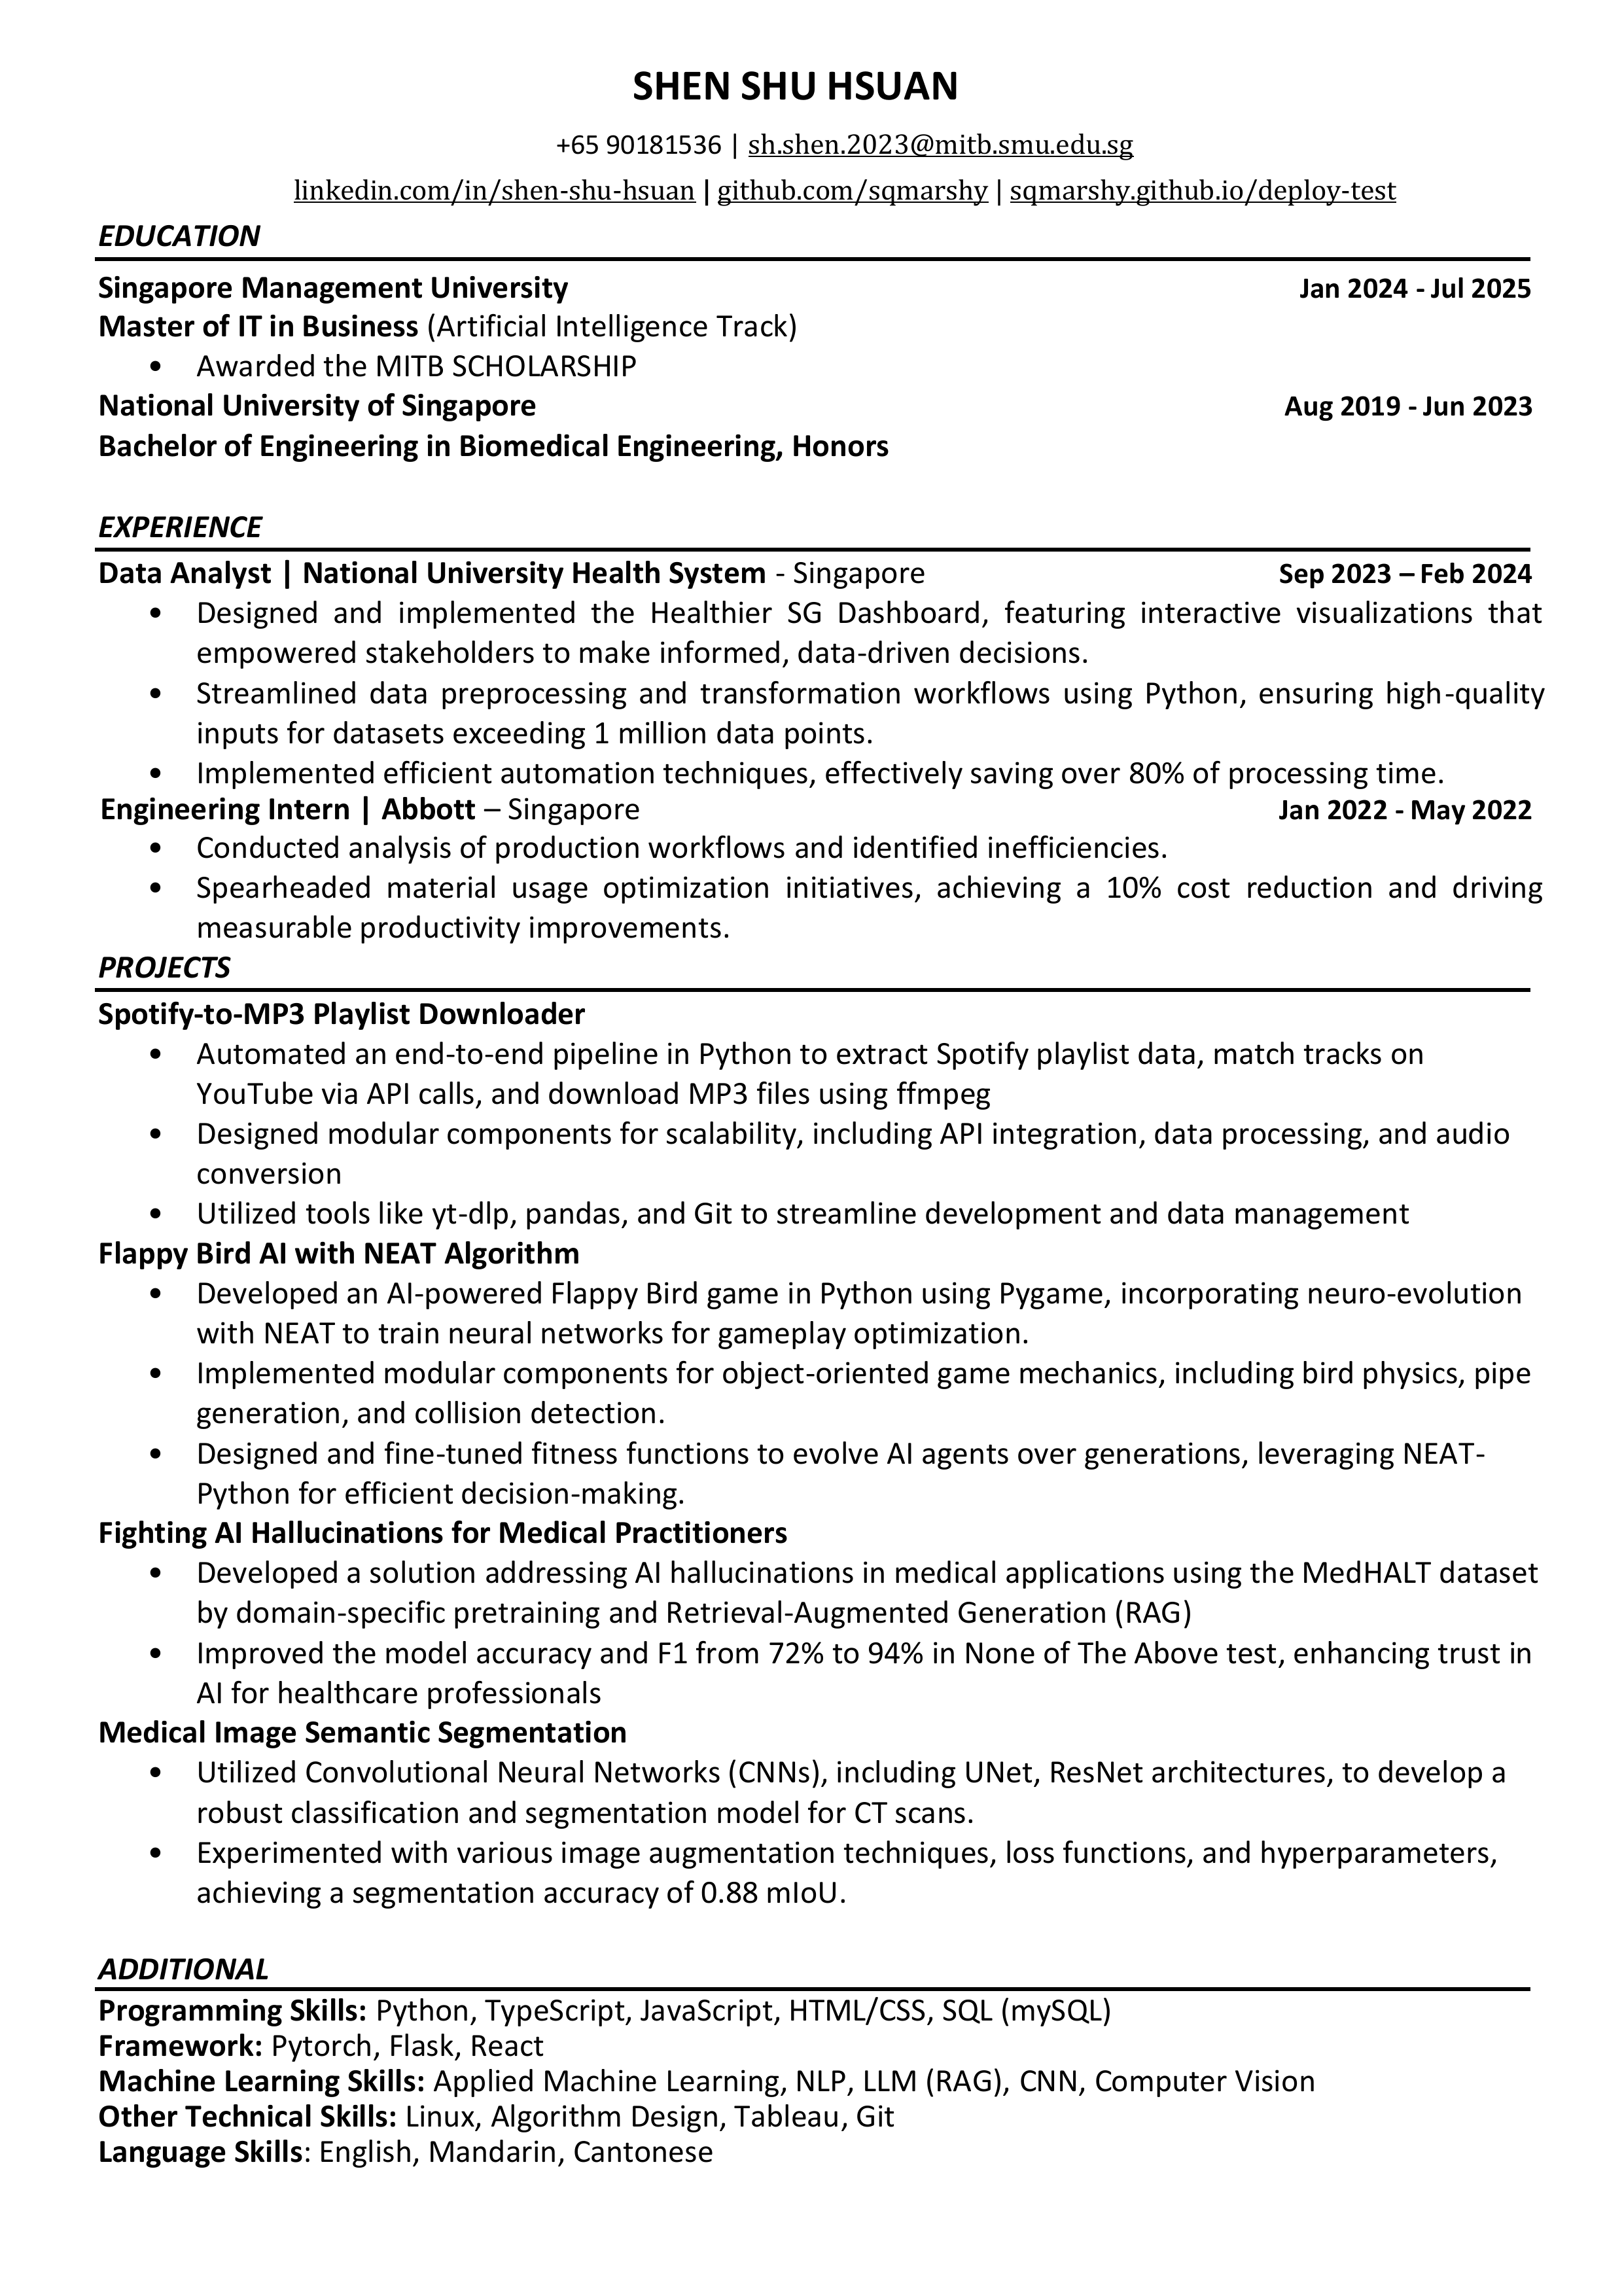 SHEN SHU HSUAN
+65 90181536 | sh.shen.2023@mitb.smu.edu.sg
linkedin.com/in/shen-shu-hsuan | github.com/sqmarshy | sqmarshy.github.io/deploy-test
EDUCATION
Singapore Management University Jan 2024 - Jul 2025
Master of IT in Business (Artificial Intelligence Track)
• Awarded the MITB SCHOLARSHIP
National University of Singapore Aug 2019 - Jun 2023
Bachelor of Engineering in Biomedical Engineering, Honors
EXPERIENCE
Data Analyst | National University Health System - Singapore Sep 2023 – Feb 2024
• Designed and implemented the Healthier SG Dashboard, featuring interactive visualizations that
empowered stakeholders to make informed, data-driven decisions.
• Streamlined data preprocessing and transformation workflows using Python, ensuring high-quality
inputs for datasets exceeding 1 million data points.
• Implemented efficient automation techniques, effectively saving over 80% of processing time.
Engineering Intern | Abbott – Singapore Jan 2022 - May 2022
• Conducted analysis of production workflows and identified inefficiencies.
• Spearheaded material usage optimization initiatives, achieving a 10% cost reduction and driving
measurable productivity improvements.
PROJECTS
Spotify-to-MP3 Playlist Downloader
• Automated an end-to-end pipeline in Python to extract Spotify playlist data, match tracks on
YouTube via API calls, and download MP3 files using ffmpeg
• Designed modular components for scalability, including API integration, data processing, and audio
conversion
• Utilized tools like yt-dlp, pandas, and Git to streamline development and data management
Flappy Bird AI with NEAT Algorithm
• Developed an AI-powered Flappy Bird game in Python using Pygame, incorporating neuro-evolution
with NEAT to train neural networks for gameplay optimization.
• Implemented modular components for object-oriented game mechanics, including bird physics, pipe
generation, and collision detection.
• Designed and fine-tuned fitness functions to evolve AI agents over generations, leveraging NEAT-
Python for efficient decision-making.
Fighting AI Hallucinations for Medical Practitioners
• Developed a solution addressing AI hallucinations in medical applications using the MedHALT dataset
by domain-specific pretraining and Retrieval-Augmented Generation (RAG)
• Improved the model accuracy and F1 from 72% to 94% in None of The Above test, enhancing trust in
AI for healthcare professionals
Medical Image Semantic Segmentation
• Utilized Convolutional Neural Networks (CNNs), including UNet, ResNet architectures, to develop a
robust classification and segmentation model for CT scans.
• Experimented with various image augmentation techniques, loss functions, and hyperparameters,
achieving a segmentation accuracy of 0.88 mIoU.
ADDITIONAL
Programming Skills: Python, TypeScript, JavaScript, HTML/CSS, SQL (mySQL)
Framework: Pytorch, Flask, React
Machine Learning Skills: Applied Machine Learning, NLP, LLM (RAG), CNN, Computer Vision
Other Technical Skills: Linux, Algorithm Design, Tableau, Git
Language Skills: English, Mandarin, Cantonese